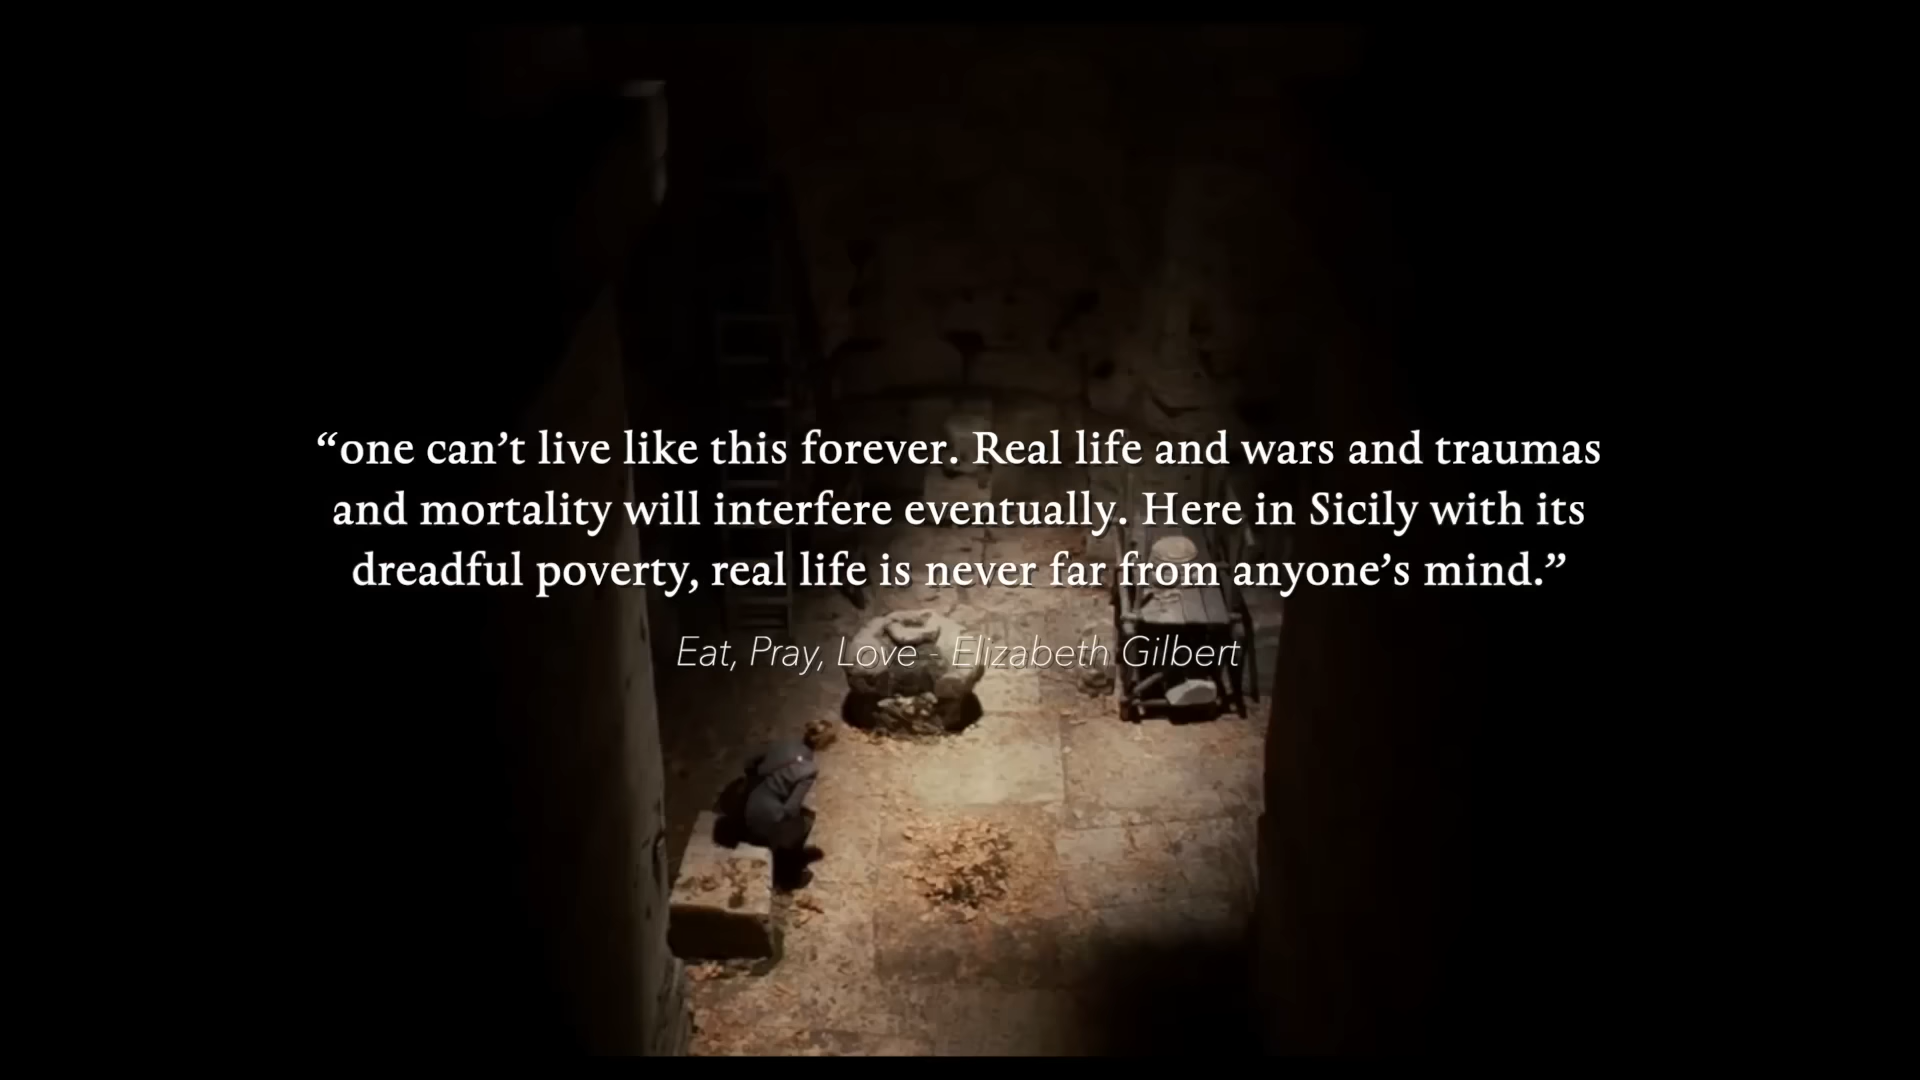 “one can’t live like this forever. Real life and wars and traumas
and mortality will interfere eventually. Here in Sicily with its
dreadful poverty, real life is never far from anyone’s mind.”
Eat, Pray, Love - Elizabeth Gilbert